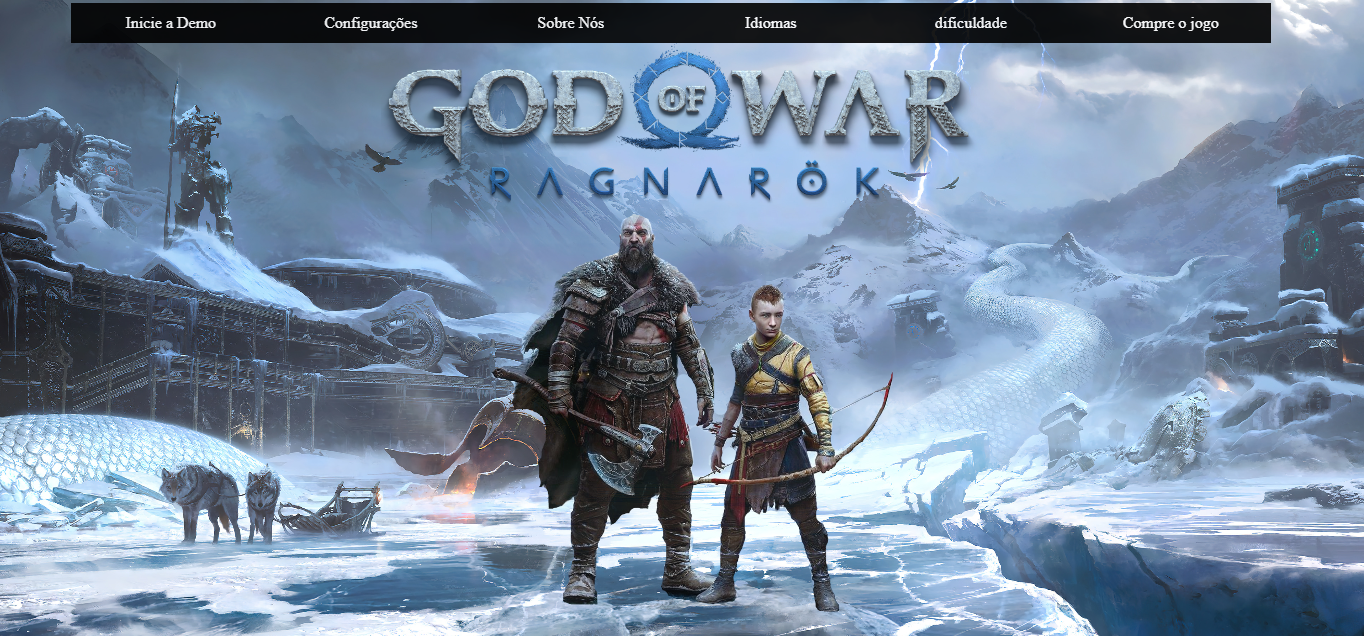 Inicie a Demo Configurações Sobre Nós Idiomas dificuldade Compre o jogo
GOD OF WAR
RAGNARÖK